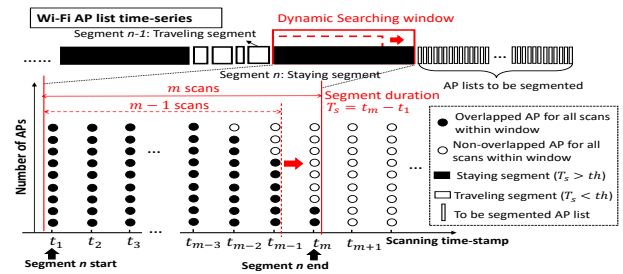 Wi-Fi AP list time-series
Dynamic Searching window
Segment n-1: Traveling segment
......
...
Segment n: Staying segment
AP lists to be segmented
m scans
Segment duration
m − 1 scans
T_s = t_m − t_1
Number of APs
Overlapped AP for all scans
within window
Non-overlapped AP for all
scans within window
Staying segment (T_s > th)
Traveling segment (T_s < th)
To be segmented AP list
...
...
t_1 t_2 t_3 ... t_{m−3} t_{m−2} t_{m−1} t_m t_{m+1} Scanning time-stamp
Segment n start
Segment n end